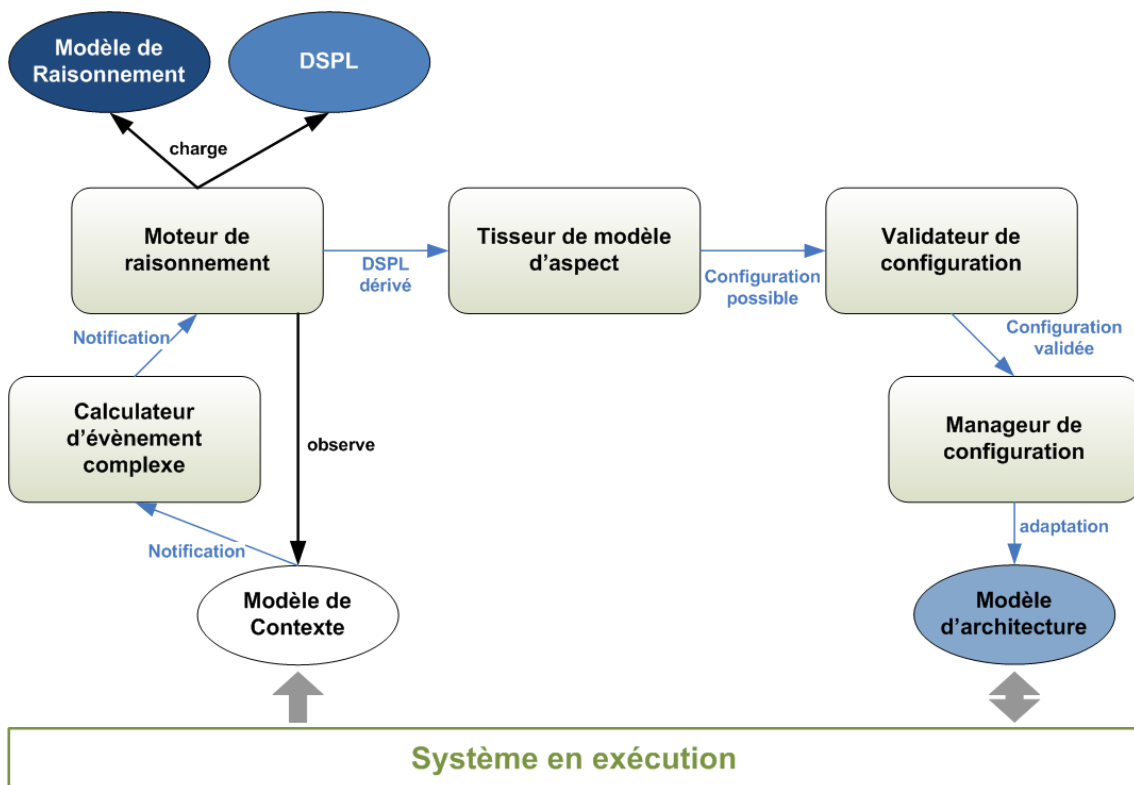 Modèle de
Raisonnement
DSPL
charge
Moteur de
raisonnement
DSPL
dérivé
Tisseur de modèle
d'aspect
Configuration
possible
Validateur de
configuration
Notification
Configuration
validée
Calculateur
d'évènement
complexe
observe
Manageur de
configuration
Notification
adaptation
Modèle de
Contexte
Modèle
d'architecture
Système en exécution